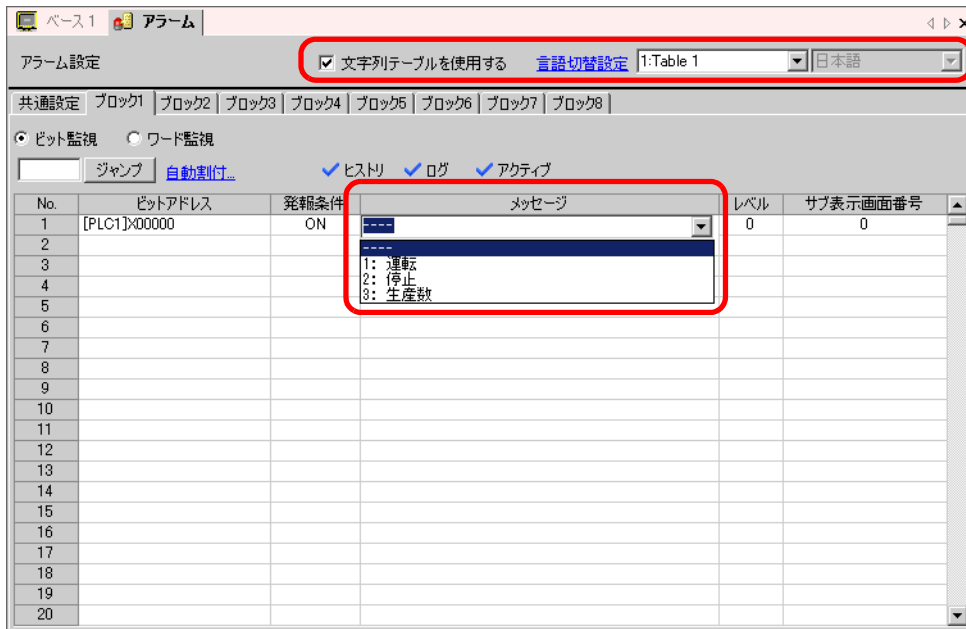 ベース1 アラーム
アラーム設定 文字列テーブルを使用する 言語切替設定 1:Table 1 日本語
共通設定 ブロック1 ブロック2 ブロック3 ブロック4 ブロック5 ブロック6 ブロック7 ブロック8
ビット監視 ワード監視
ジャンプ 自動割付... ヒストリ ログ アクティブ
No. ビットアドレス 発報条件 メッセージ レベル サブ表示画面番号
1 [PLC1]X00000 ON ---- 0 0
2 ----
3 1: 運転
4 2: 停止
5 3: 生産数
6
7
8
9
10
11
12
13
14
15
16
17
18
19
20